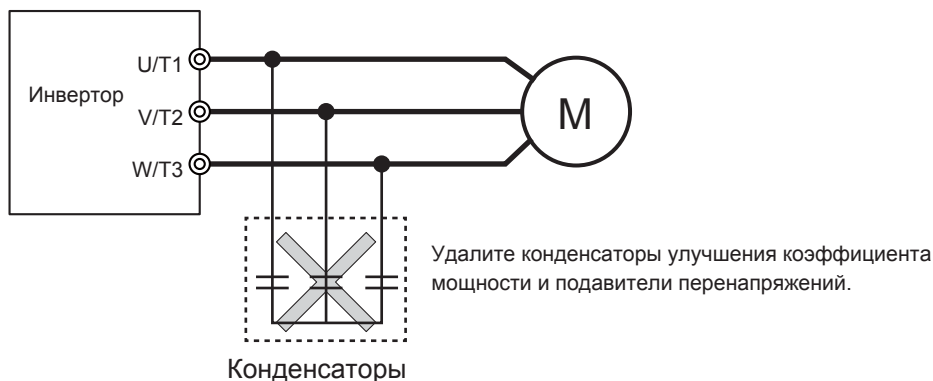 U/T1
Инвертор
V/T2
M
W/T3
Удалите конденсаторы улучшения коэффициента
мощности и подавители перенапряжений.
Конденсаторы